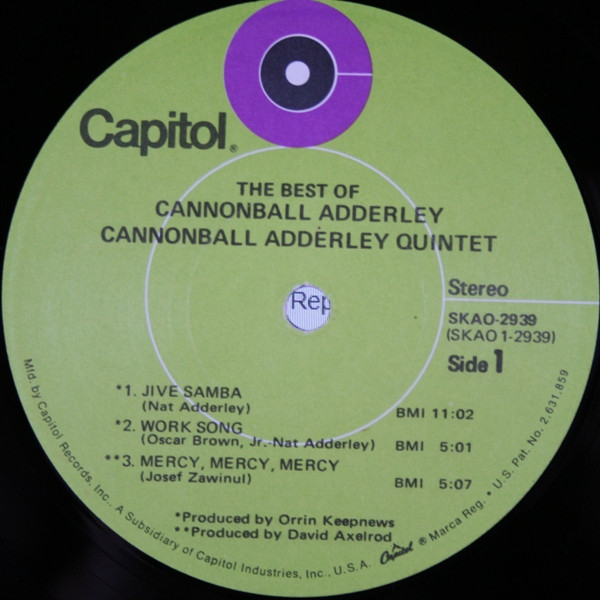 Capitol®
THE BEST OF
CANNONBALL ADDERLEY
CANNONBALL ADDERLEY QUINTET
Stereo
Rep
SKAO-2939
(SKAO 1-2939)
Side 1
*1. JIVE SAMBA
(Nat Adderley) BMI 11:02
*2. WORK SONG
(Oscar Brown, Jr.-Nat Adderley) BMI 5:01
**3. MERCY, MERCY, MERCY
(Josef Zawinul) BMI 5:07
*Produced by Orrin Keepnews
**Produced by David Axelrod
Mfd. by Capitol Records, Inc., A Subsidiary of Capitol Industries, Inc., U.S.A. Capitol ® Marca Reg. • U.S. Pat. No. 2,631,859